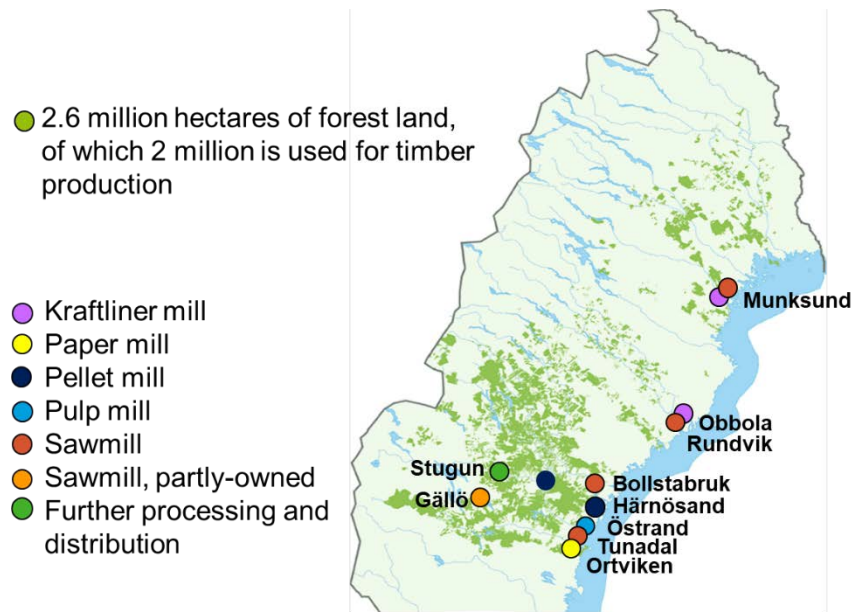 2.6 million hectares of forest land,
of which 2 million is used for timber
production
Kraftliner mill
Paper mill
Pellet mill
Pulp mill
Sawmill
Sawmill, partly-owned
Further processing and
distribution
Munksund
Obbola
Rundvik
Stugun
Gällö
Bollstabruk
Härnösand
Östrand
Tunadal
Ortviken